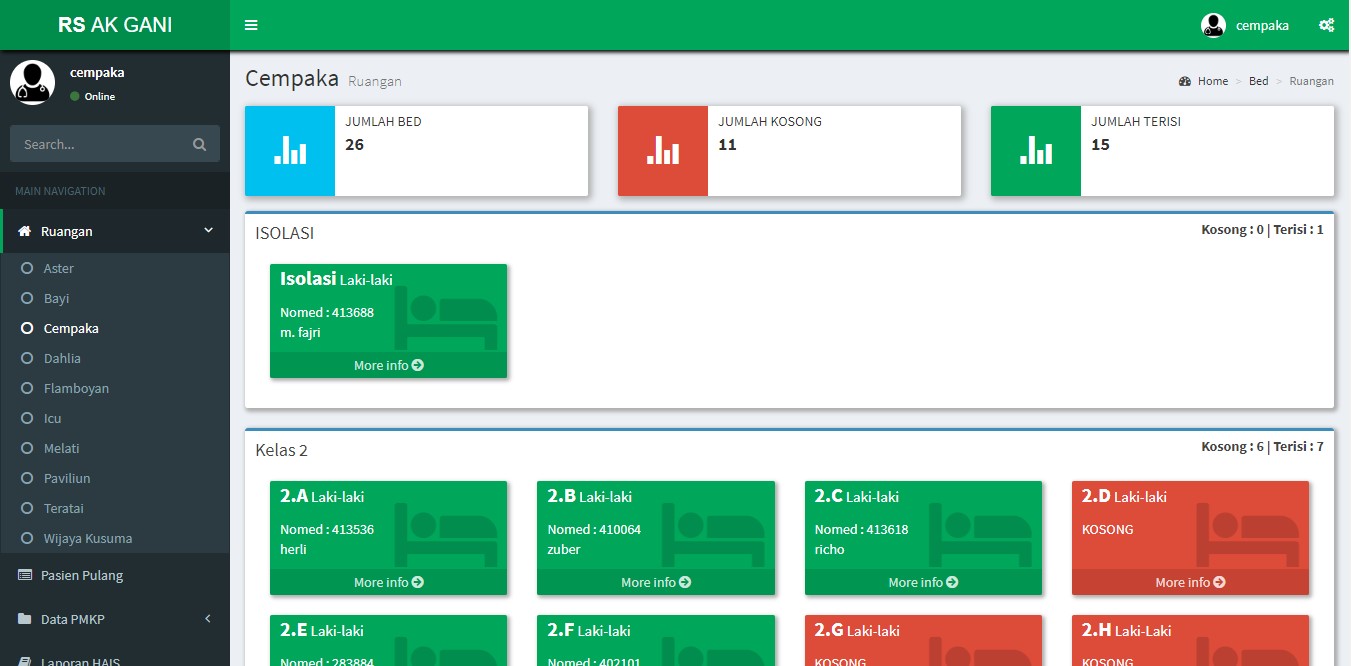 RS AK GANI
cempaka
cempaka
Online
Search...
MAIN NAVIGATION
Ruangan
Aster
Bayi
Cempaka
Dahlia
Flamboyan
Icu
Melati
Paviliun
Teratai
Wijaya Kusuma
Pasien Pulang
Data PMKP
Laporan HAIS
Cempaka Ruangan
Home > Bed > Ruangan
JUMLAH BED
26
JUMLAH KOSONG
11
JUMLAH TERISI
15
ISOLASI
Kosong : 0 | Terisi : 1
Isolasi Laki-laki
Nomed : 413688
m. fajri
More info
Kelas 2
Kosong : 6 | Terisi : 7
2.A Laki-laki
Nomed : 413536
herli
More info
2.B Laki-laki
Nomed : 410064
zuber
More info
2.C Laki-laki
Nomed : 413618
richo
More info
2.D Laki-laki
KOSONG
More info
2.E Laki-laki
Nomed : 283884
2.F Laki-laki
Nomed : 402101
2.G Laki-laki
KOSONG
2.H Laki-Laki
KOSONG